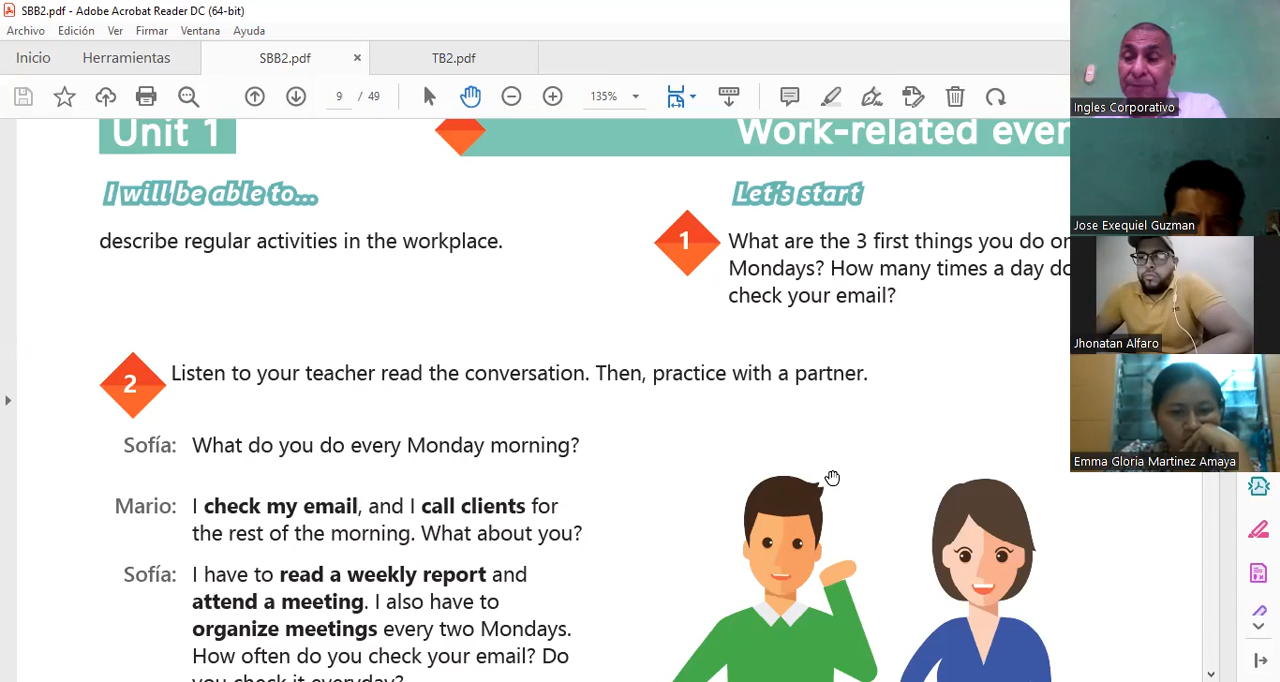 SBB2.pdf - Adobe Acrobat Reader DC (64-bit)
Archivo Edición Ver Firmar Ventana Ayuda
Inicio Herramientas SBB2.pdf × TB2.pdf
9 / 49 135%
Unit 1 Work-related ever
I will be able to...
describe regular activities in the workplace.
Let's start
1 What are the 3 first things you do on
Mondays? How many times a day do
check your email?
2 Listen to your teacher read the conversation. Then, practice with a partner.
Sofía: What do you do every Monday morning?
Mario: I check my email, and I call clients for
the rest of the morning. What about you?
Sofía: I have to read a weekly report and
attend a meeting. I also have to
organize meetings every two Mondays.
How often do you check your email? Do
you check it everyday?
Ingles Corporativo
Jose Exequiel Guzman
Jhonatan Alfaro
Emma Gloria Martinez Amaya